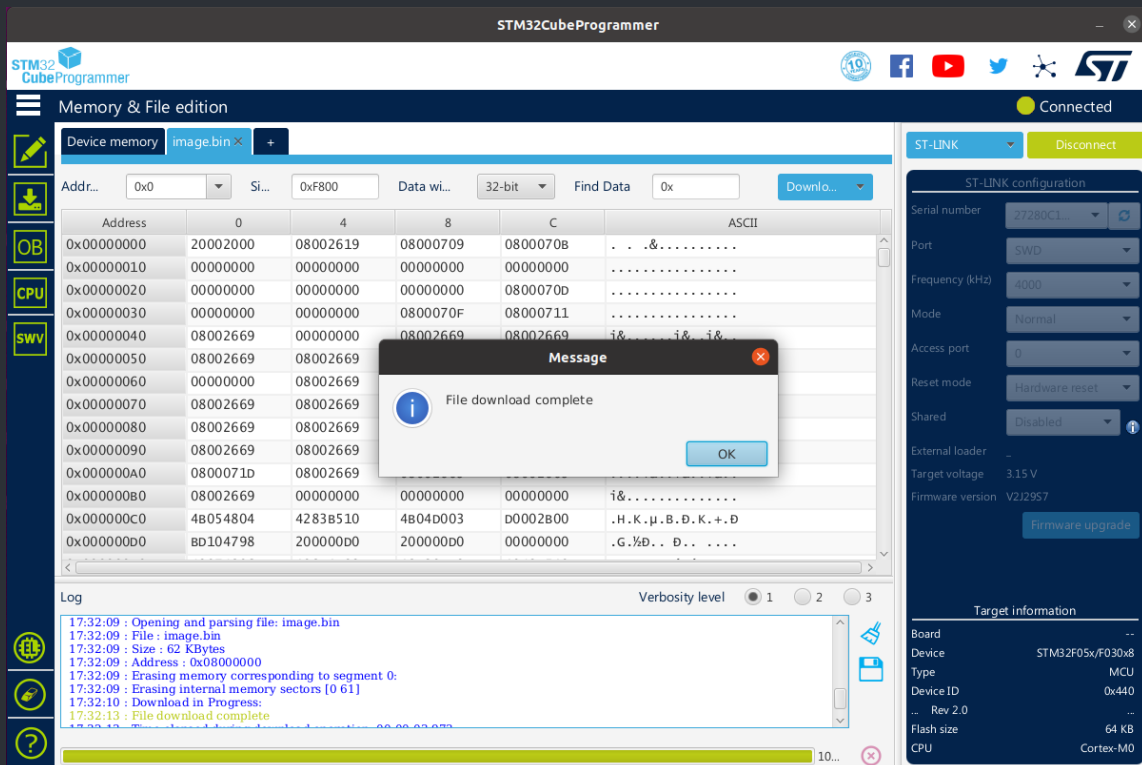 STM32CubeProgrammer
STM32
CubeProgrammer
10
Memory & File edition
Connected
Device memory
image.bin
+
Addr...
0x0
Si...
0xF800
Data wi...
32-bit
Find Data
0x
Downlo...
Address 0 4 8 C ASCII
0x00000000 20002000 08002619 08000709 0800070B . . .&..........
0x00000010 00000000 00000000 00000000 00000000 ................
0x00000020 00000000 00000000 00000000 0800070D ................
0x00000030 00000000 00000000 0800070F 08000711 ................
0x00000040 08002669 00000000 08002669 08002669 i&......i&..i&..
0x00000050 08002669 08002669
0x00000060 00000000 08002669
0x00000070 08002669 08002669
0x00000080 08002669 08002669
0x00000090 08002669 08002669
0x000000A0 0800071D 08002669
0x000000B0 08002669 00000000 00000000 00000000 i&..............
0x000000C0 4B054804 4283B510 4B04D003 D0002B00 .H.K.µ.B.Ð.K.+.Ð
0x000000D0 BD104798 200000D0 200000D0 00000000 .G.½Ð.. Ð.. ....
Message
i
File download complete
OK
Log
Verbosity level 1 2 3
17:32:09 : Opening and parsing file: image.bin
17:32:09 : File : image.bin
17:32:09 : Size : 62 KBytes
17:32:09 : Address : 0x08000000
17:32:09 : Erasing memory corresponding to segment 0:
17:32:09 : Erasing internal memory sectors [0 61]
17:32:10 : Download in Progress:
17:32:13 : File download complete
10...
OB
CPU
SWV
?
ST-LINK
Disconnect
ST-LINK configuration
Serial number 27280C1...
Port SWD
Frequency (kHz) 4000
Mode Normal
Access port 0
Reset mode Hardware reset
Shared Disabled
External loader _
Target voltage 3.15 V
Firmware version V2J29S7
Firmware upgrade
Target information
Board --
Device STM32F05x/F030x8
Type MCU
Device ID 0x440
... Rev 2.0 ...
Flash size 64 KB
CPU Cortex-M0